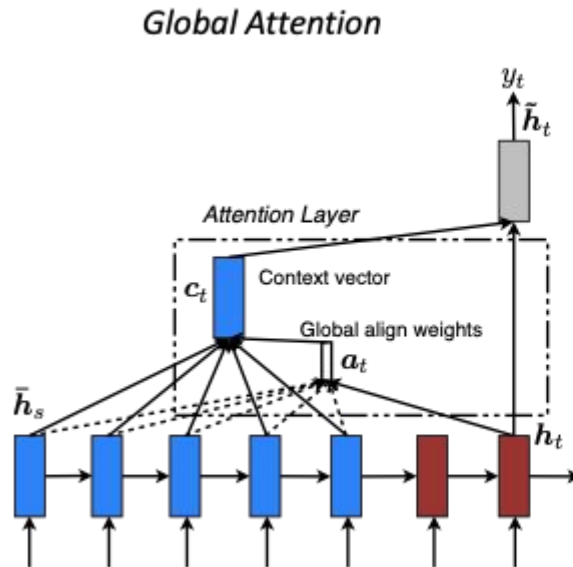 Global Attention
y_t
h̃_t
Attention Layer
c_t
Context vector
Global align weights
a_t
h̄_s
h_t